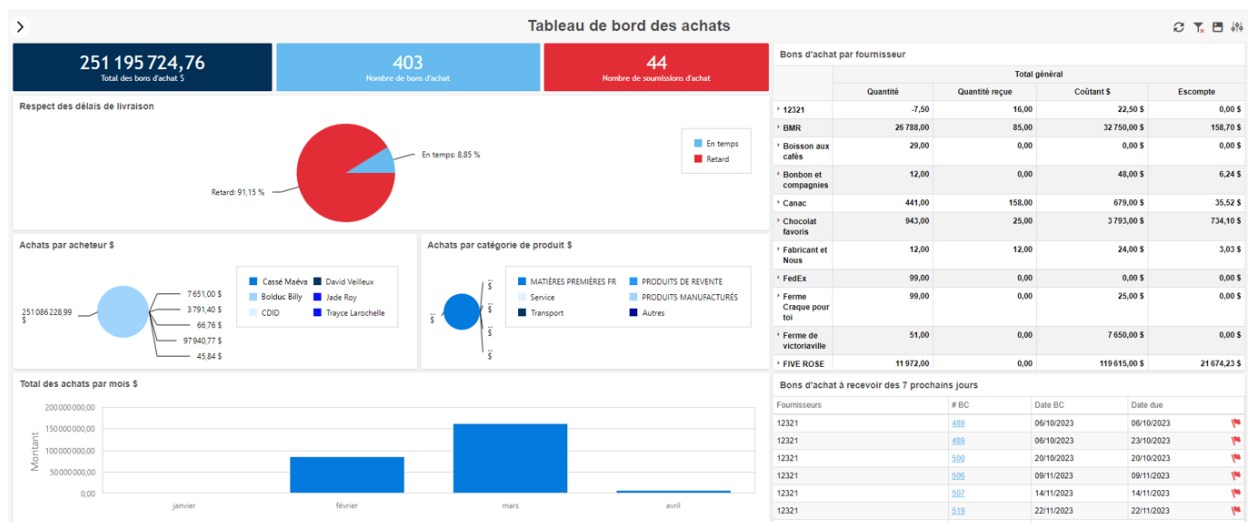 Tableau de bord des achats
251 195 724,76
Total des bons d'achat $
403
Nombre de bons d'achat
44
Nombre de soumissions d'achat
Respect des délais de livraison
En temps: 8,85 %
Retard: 91,15 %
En temps
Retard
Achats par acheteur $
251 086 228,99
$
7 651,00 $
3 791,40 $
66,76 $
97 940,77 $
45,84 $
Cassé Maéva
David Veilleux
Bolduc Billy
Jade Roy
CDID
Trayce Larochelle
Achats par catégorie de produit $
$
$
$
$
$
MATIÈRES PREMIÈRES FR
PRODUITS DE REVENTE
Service
PRODUITS MANUFACTURÉS
Transport
Autres
Total des achats par mois $
Montant
200 000 000,00
150 000 000,00
100 000 000,00
50 000 000,00
0,00
janvier février mars avril
Bons d'achat par fournisseur
Total général
Quantité Quantité reçue Coûtant $ Escompte
12321 -7,50 16,00 22,50 $ 0,00 $
BMR 26 788,00 85,00 32 750,00 $ 158,70 $
Boisson aux 29,00 0,00 0,00 $ 0,00 $
cafés
Bonbon et 12,00 0,00 48,00 $ 6,24 $
compagnies
Canac 441,00 158,00 679,00 $ 35,52 $
Chocolat 943,00 25,00 3 793,00 $ 734,10 $
favoris
Fabricant et 12,00 12,00 24,00 $ 3,03 $
Nous
FedEx 99,00 0,00 0,00 $ 0,00 $
Ferme 99,00 0,00 25,00 $ 0,00 $
Craque pour
toi
Ferme de 51,00 0,00 7 650,00 $ 0,00 $
victoriaville
FIVE ROSE 11 972,00 0,00 119 615,00 $ 21 674,23 $
Bons d'achat à recevoir des 7 prochains jours
Fournisseurs # BC Date BC Date due
12321 489 06/10/2023 06/10/2023
12321 489 06/10/2023 23/10/2023
12321 500 20/10/2023 20/10/2023
12321 506 09/11/2023 09/11/2023
12321 507 14/11/2023 14/11/2023
12321 519 22/11/2023 22/11/2023